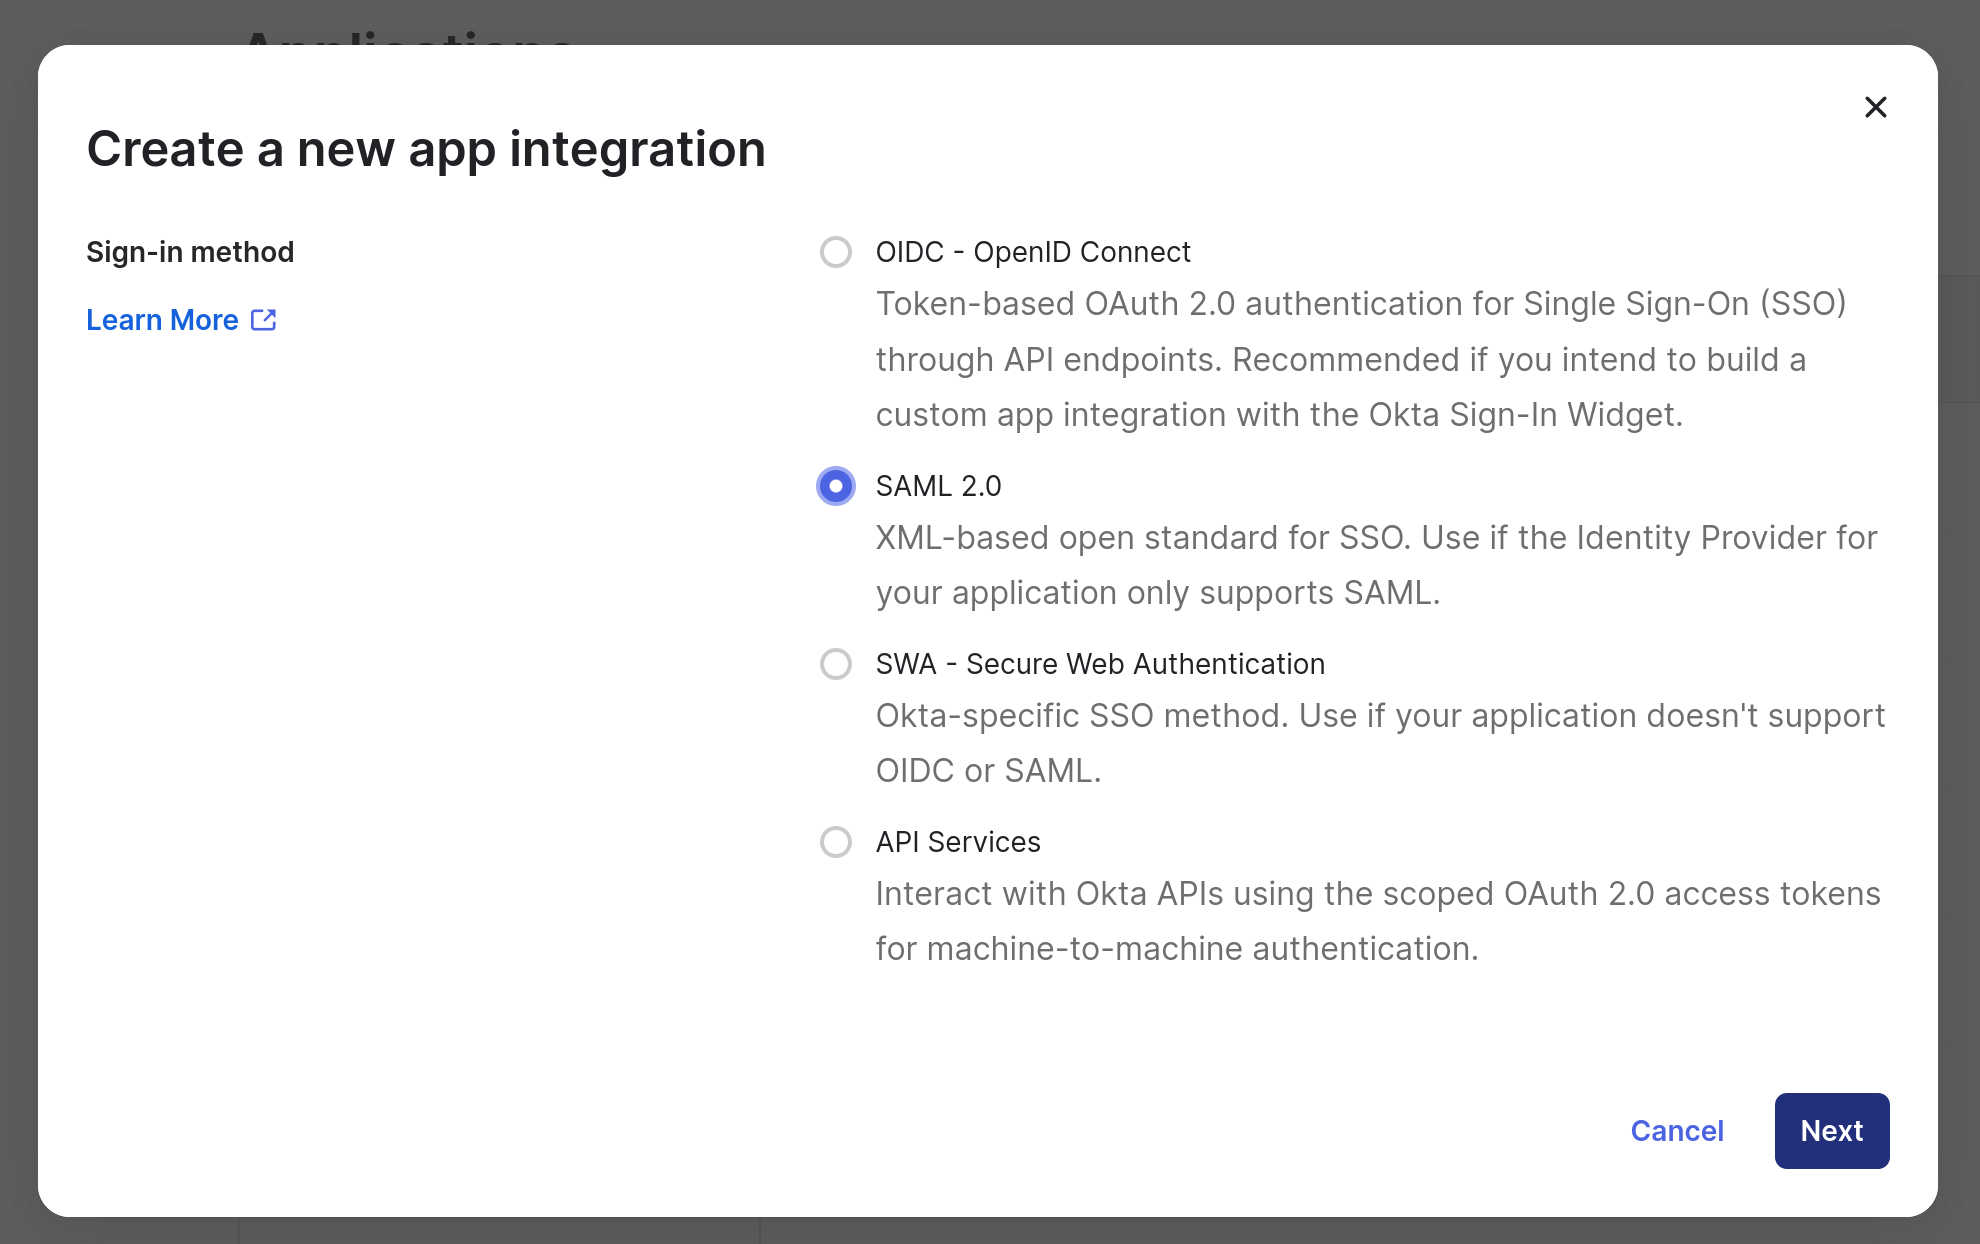 Applications
Create a new app integration
Sign-in method
Learn More
OIDC - OpenID Connect
Token-based OAuth 2.0 authentication for Single Sign-On (SSO)
through API endpoints. Recommended if you intend to build a
custom app integration with the Okta Sign-In Widget.
SAML 2.0
XML-based open standard for SSO. Use if the Identity Provider for
your application only supports SAML.
SWA - Secure Web Authentication
Okta-specific SSO method. Use if your application doesn't support
OIDC or SAML.
API Services
Interact with Okta APIs using the scoped OAuth 2.0 access tokens
for machine-to-machine authentication.
Cancel
Next